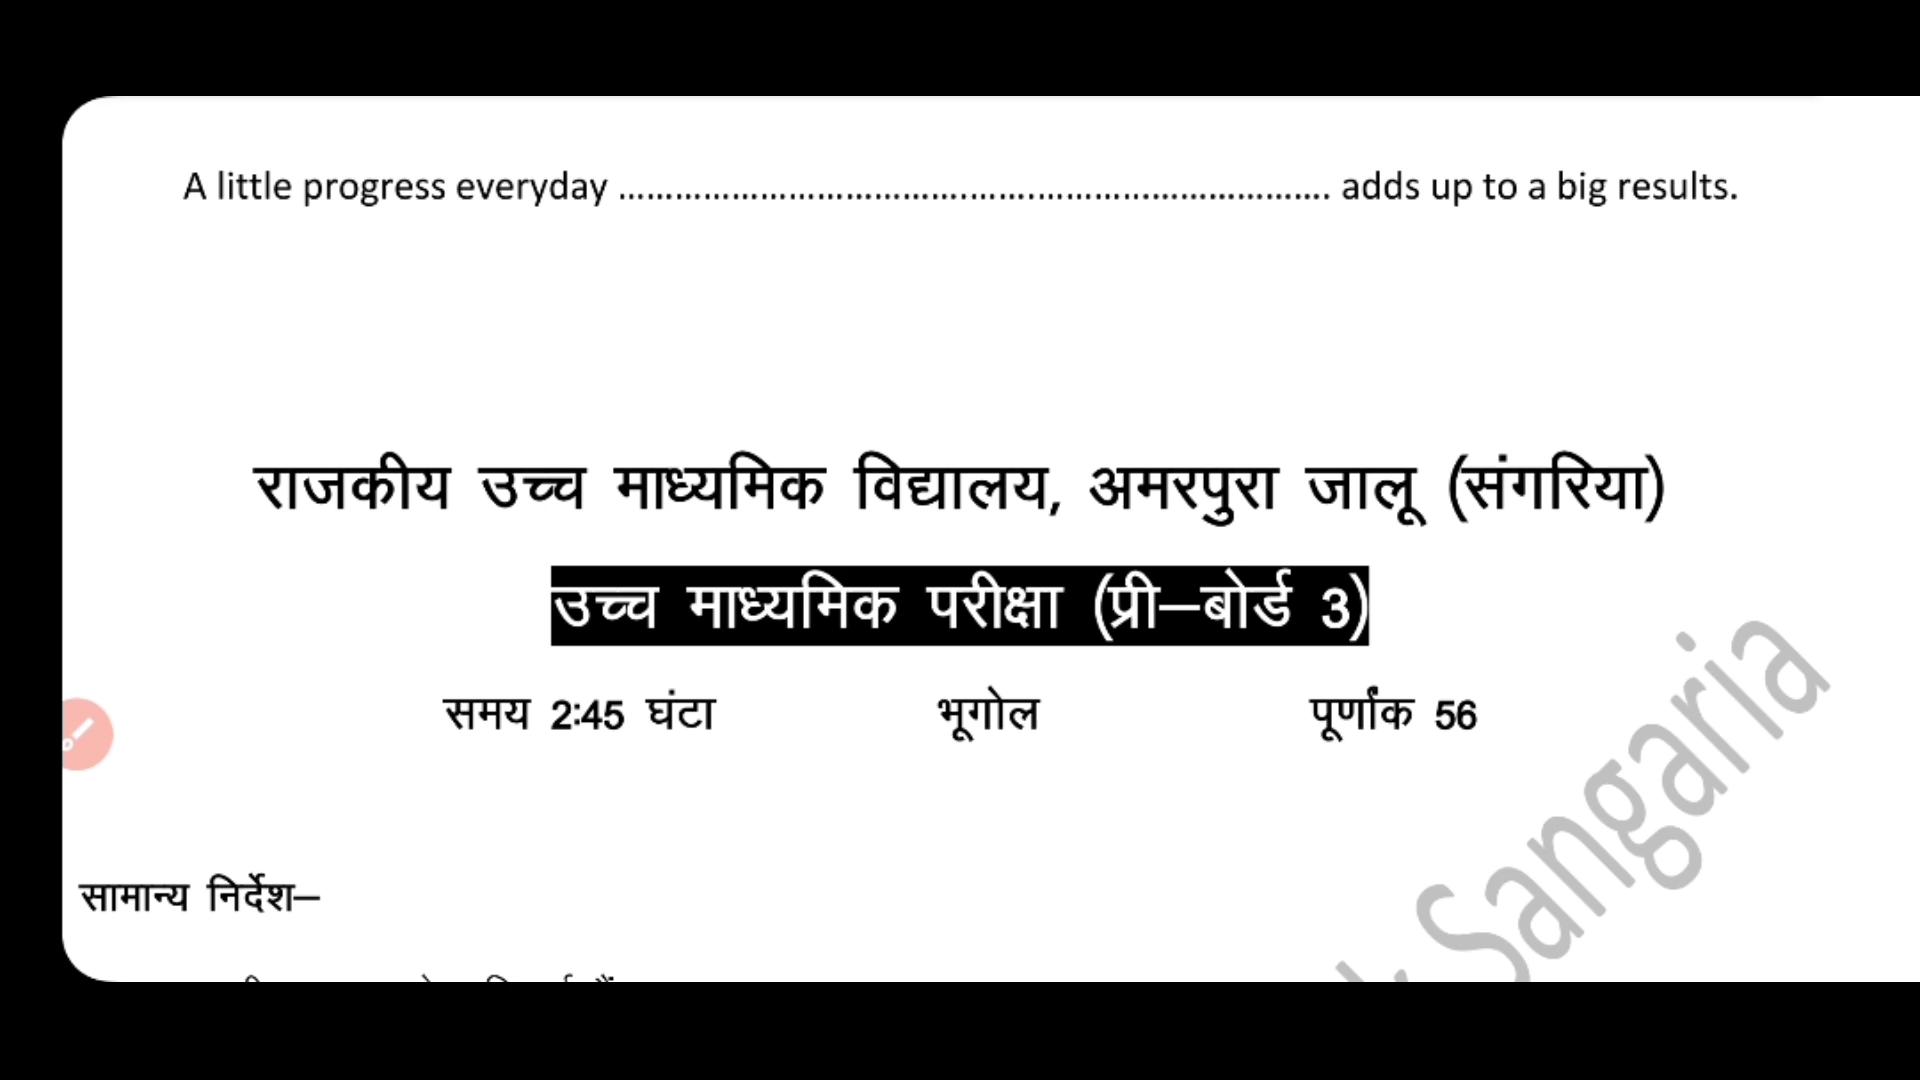 A little progress everyday ……………………………………………………………. adds up to a big results.
राजकीय उच्च माध्यमिक विद्यालय, अमरपुरा जालू (संगरिया)
उच्च माध्यमिक परीक्षा (प्री–बोर्ड 3)
समय 2:45 घंटा भूगोल पूर्णांक 56
Sangaria
सामान्य निर्देश–